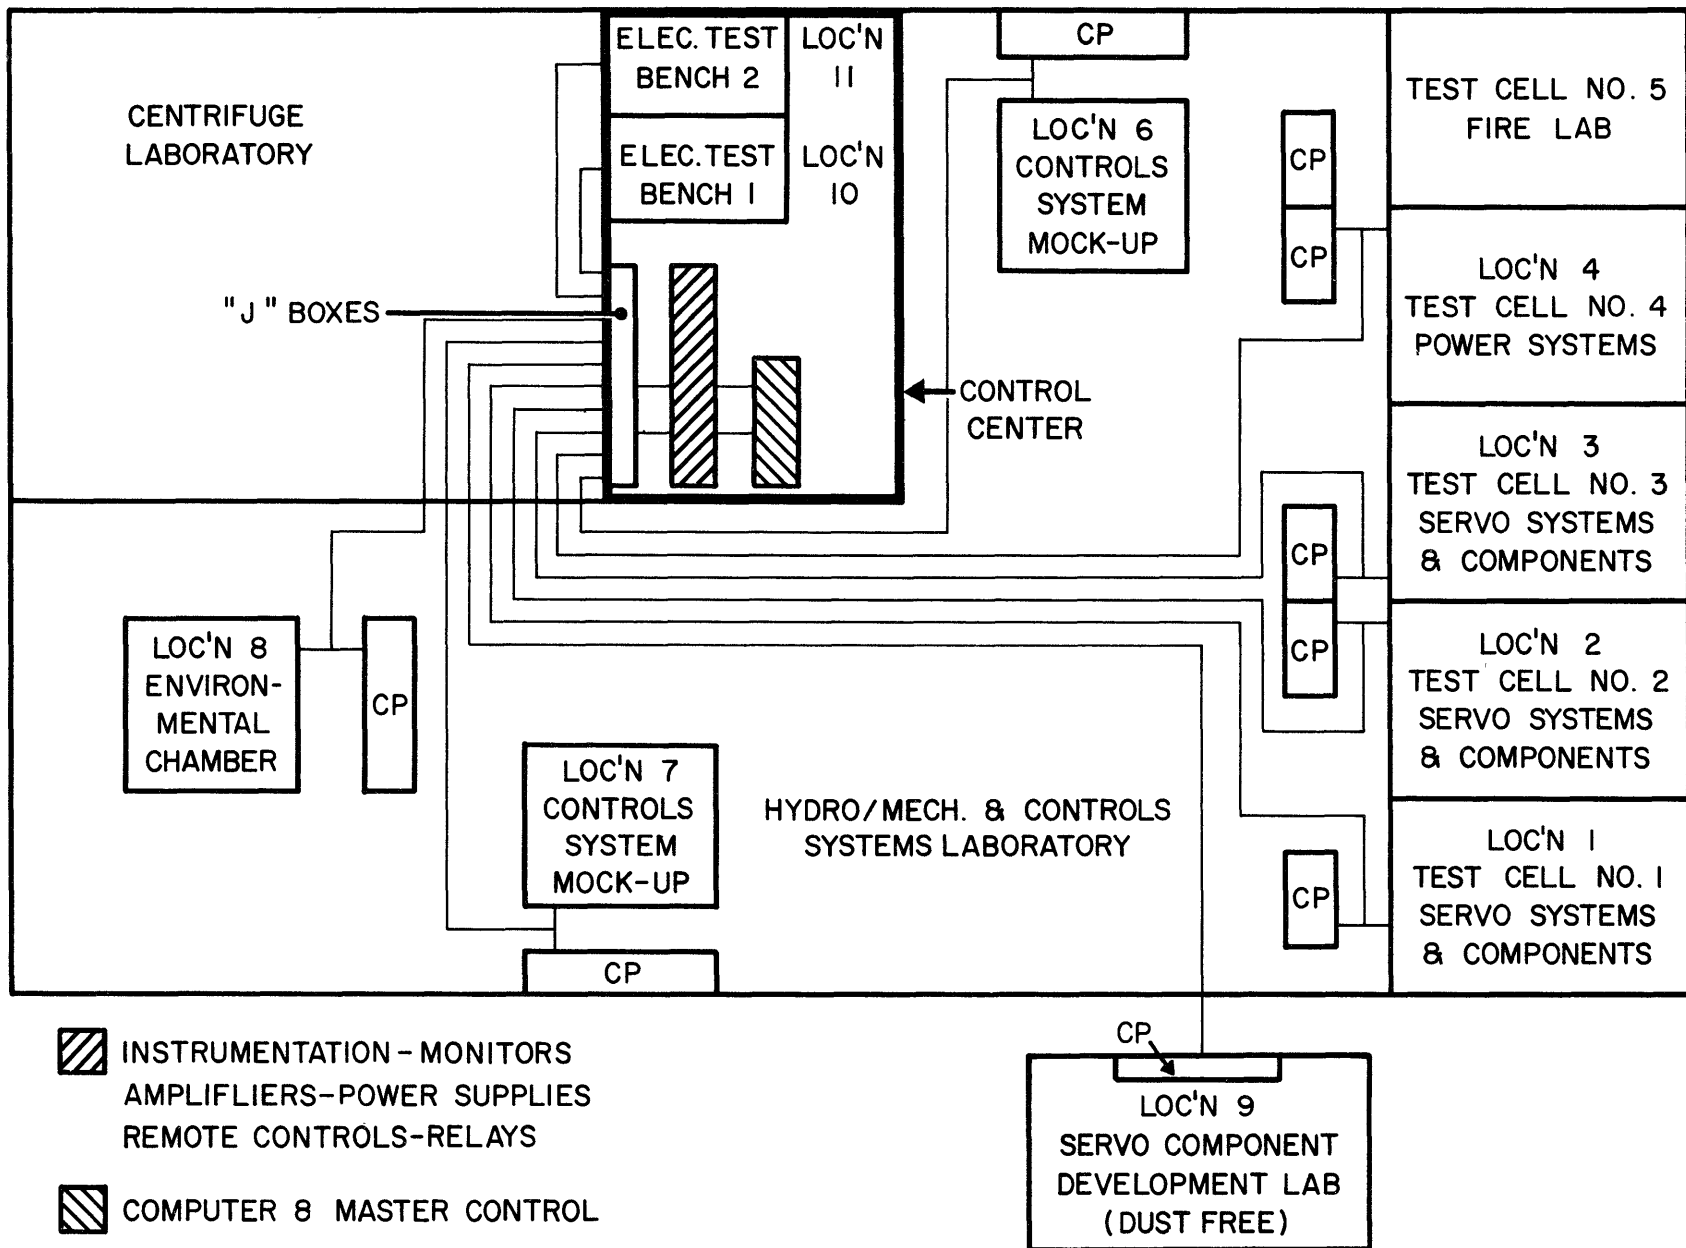 CENTRIFUGE
LABORATORY
ELEC. TEST
BENCH 2
LOC'N
11
ELEC. TEST
BENCH 1
LOC'N
10
"J" BOXES
CONTROL
CENTER
CP
LOC'N 6
CONTROLS
SYSTEM
MOCK-UP
CP
CP
TEST CELL NO. 5
FIRE LAB
LOC'N 4
TEST CELL NO. 4
POWER SYSTEMS
LOC'N 3
TEST CELL NO. 3
SERVO SYSTEMS
& COMPONENTS
CP
CP
LOC'N 2
TEST CELL NO. 2
SERVO SYSTEMS
& COMPONENTS
LOC'N 8
ENVIRON-
MENTAL
CHAMBER
CP
LOC'N 7
CONTROLS
SYSTEM
MOCK-UP
CP
HYDRO/MECH. & CONTROLS
SYSTEMS LABORATORY
CP
LOC'N 1
TEST CELL NO. 1
SERVO SYSTEMS
& COMPONENTS
INSTRUMENTATION-MONITORS
AMPLIFLIERS-POWER SUPPLIES
REMOTE CONTROLS-RELAYS
COMPUTER 8 MASTER CONTROL
CP
LOC'N 9
SERVO COMPONENT
DEVELOPMENT LAB
(DUST FREE)